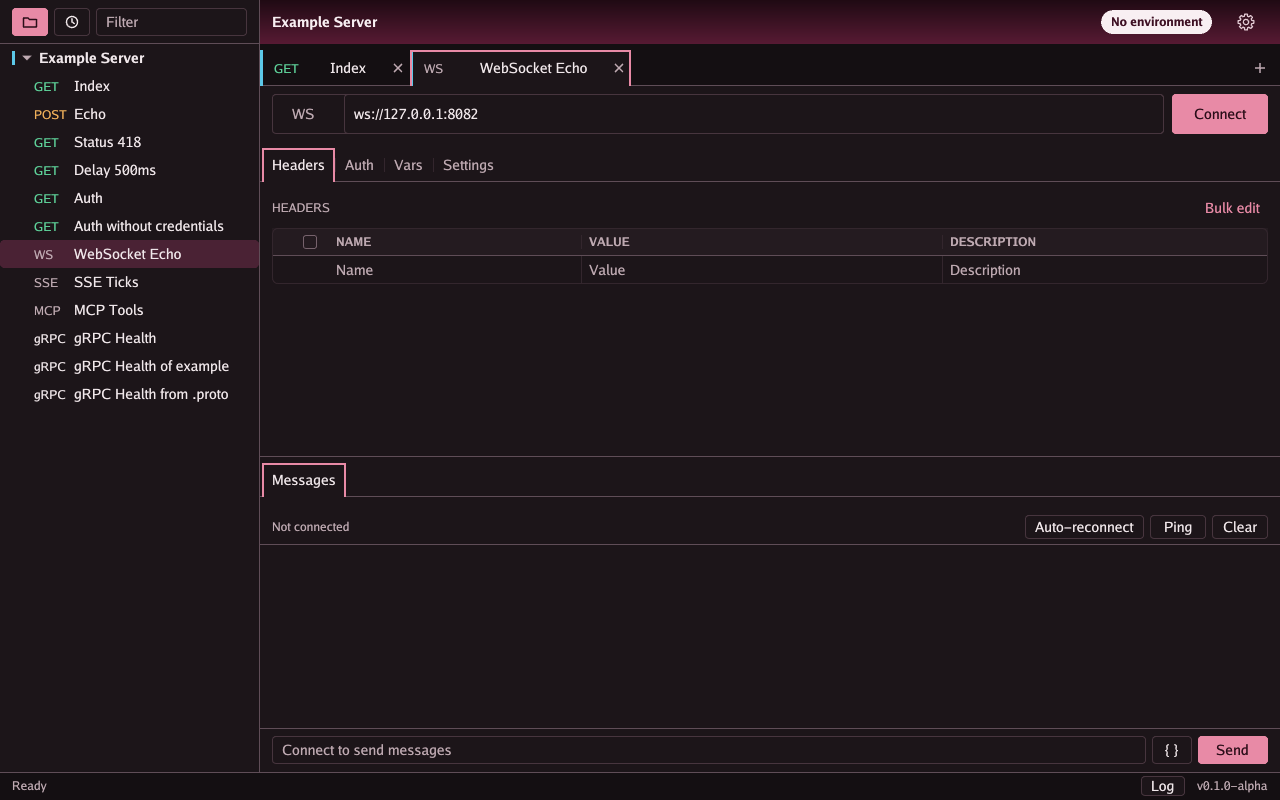 Filter
Example Server
No environment
Example Server
GET Index
POST Echo
GET Status 418
GET Delay 500ms
GET Auth
GET Auth without credentials
WS WebSocket Echo
SSE SSE Ticks
MCP MCP Tools
gRPC gRPC Health
gRPC gRPC Health of example
gRPC gRPC Health from .proto
GET Index
WS WebSocket Echo
WS ws://127.0.0.1:8082 Connect
Headers Auth Vars Settings
HEADERS Bulk edit
NAME VALUE DESCRIPTION
Name Value Description
Messages
Not connected Auto-reconnect Ping Clear
Connect to send messages { } Send
Ready Log v0.1.0-alpha